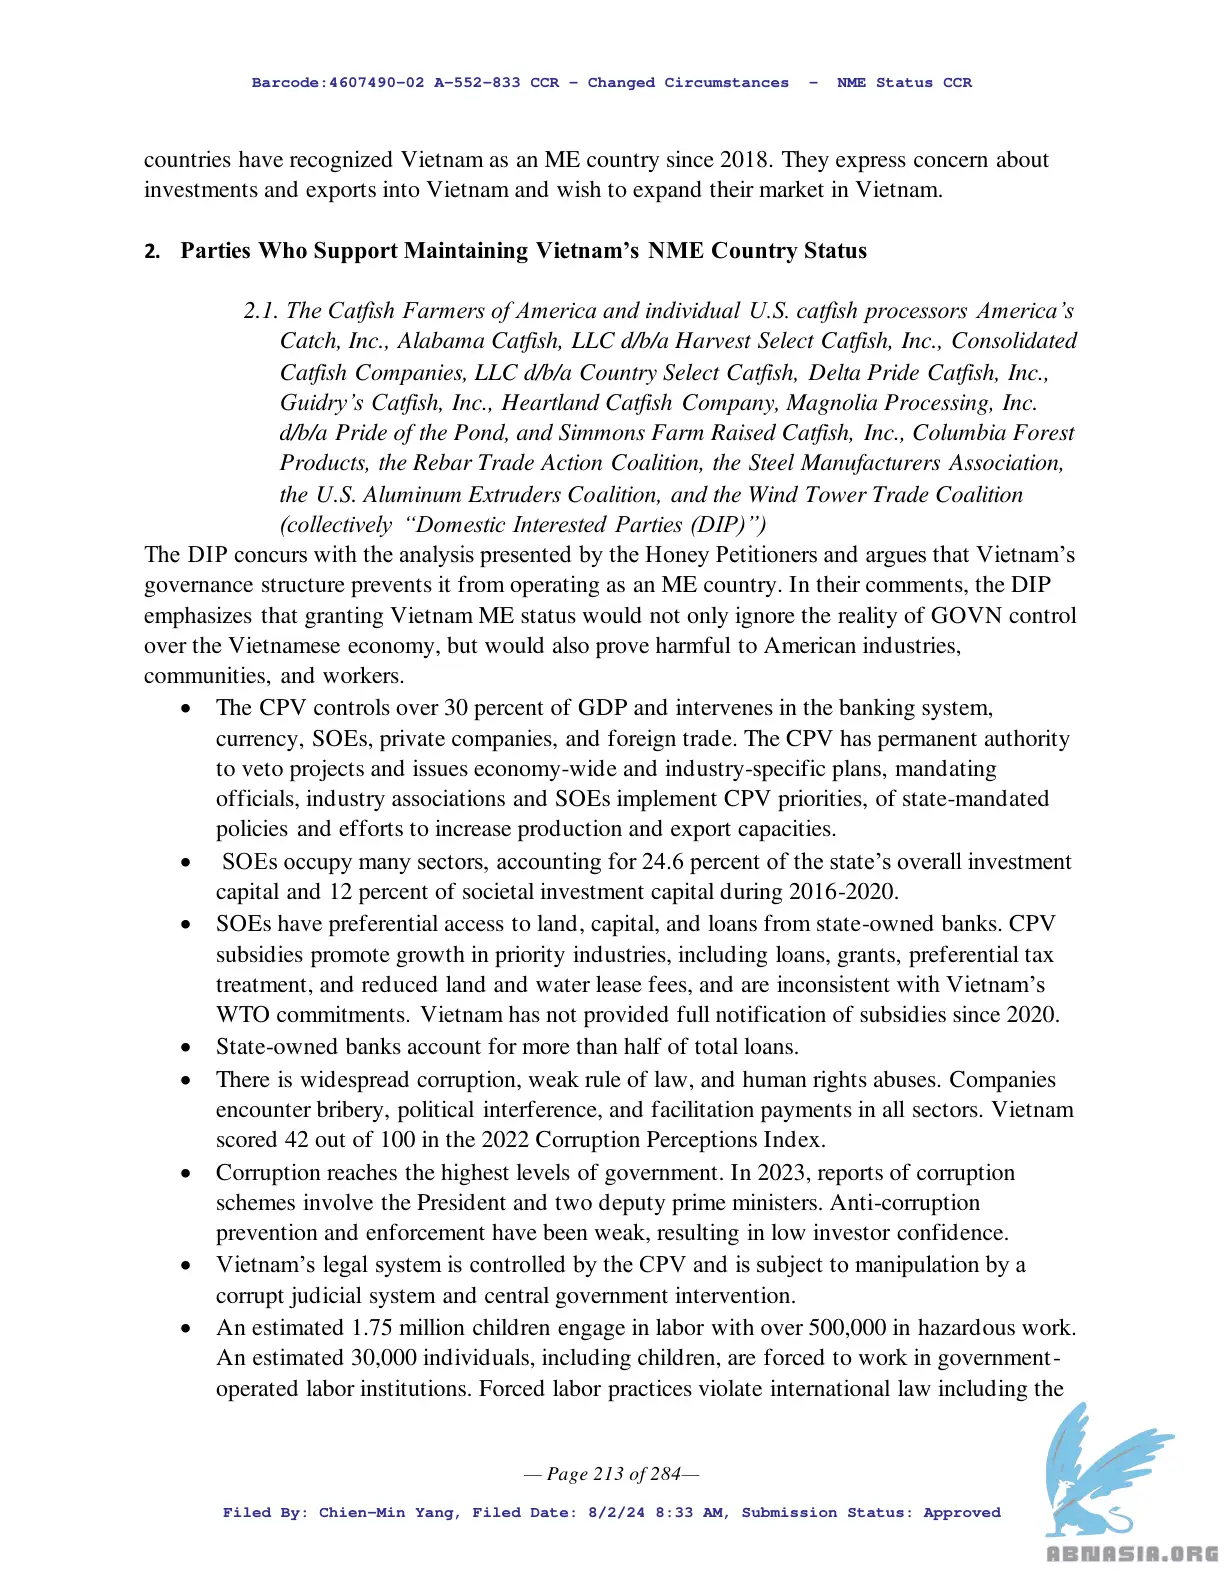 Barcode:4607490-02 A-552-833 CCR - Changed Circumstances - NME Status CCR
countries have recognized Vietnam as an ME country since 2018. They express concern about
investments and exports into Vietnam and wish to expand their market in Vietnam.
2. Parties Who Support Maintaining Vietnam’s NME Country Status
2.1. The Catfish Farmers of America and individual U.S. catfish processors America’s
Catch, Inc., Alabama Catfish, LLC d/b/a Harvest Select Catfish, Inc., Consolidated
Catfish Companies, LLC d/b/a Country Select Catfish, Delta Pride Catfish, Inc.,
Guidry’s Catfish, Inc., Heartland Catfish Company, Magnolia Processing, Inc.
d/b/a Pride of the Pond, and Simmons Farm Raised Catfish, Inc., Columbia Forest
Products, the Rebar Trade Action Coalition, the Steel Manufacturers Association,
the U.S. Aluminum Extruders Coalition, and the Wind Tower Trade Coalition
(collectively “Domestic Interested Parties (DIP)”)
The DIP concurs with the analysis presented by the Honey Petitioners and argues that Vietnam’s
governance structure prevents it from operating as an ME country. In their comments, the DIP
emphasizes that granting Vietnam ME status would not only ignore the reality of GOVN control
over the Vietnamese economy, but would also prove harmful to American industries,
communities, and workers.
• The CPV controls over 30 percent of GDP and intervenes in the banking system,
currency, SOEs, private companies, and foreign trade. The CPV has permanent authority
to veto projects and issues economy-wide and industry-specific plans, mandating
officials, industry associations and SOEs implement CPV priorities, of state-mandated
policies and efforts to increase production and export capacities.
• SOEs occupy many sectors, accounting for 24.6 percent of the state’s overall investment
capital and 12 percent of societal investment capital during 2016-2020.
• SOEs have preferential access to land, capital, and loans from state-owned banks. CPV
subsidies promote growth in priority industries, including loans, grants, preferential tax
treatment, and reduced land and water lease fees, and are inconsistent with Vietnam’s
WTO commitments. Vietnam has not provided full notification of subsidies since 2020.
• State-owned banks account for more than half of total loans.
• There is widespread corruption, weak rule of law, and human rights abuses. Companies
encounter bribery, political interference, and facilitation payments in all sectors. Vietnam
scored 42 out of 100 in the 2022 Corruption Perceptions Index.
• Corruption reaches the highest levels of government. In 2023, reports of corruption
schemes involve the President and two deputy prime ministers. Anti-corruption
prevention and enforcement have been weak, resulting in low investor confidence.
• Vietnam’s legal system is controlled by the CPV and is subject to manipulation by a
corrupt judicial system and central government intervention.
• An estimated 1.75 million children engage in labor with over 500,000 in hazardous work.
An estimated 30,000 individuals, including children, are forced to work in government-
operated labor institutions. Forced labor practices violate international law including the
— Page 213 of 284—
Filed By: Chien-Min Yang, Filed Date: 8/2/24 8:33 AM, Submission Status: Approved
ABNASIA.ORG